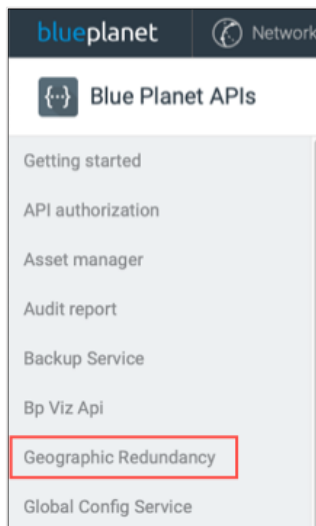 blueplanet Network
{··} Blue Planet APIs
Getting started
API authorization
Asset manager
Audit report
Backup Service
Bp Viz Api
Geographic Redundancy
Global Config Service